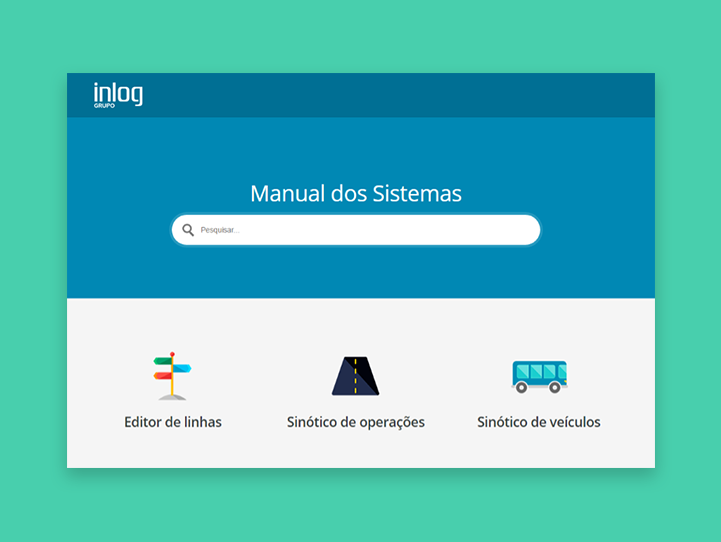 inlog
GRUPO
Manual dos Sistemas
Pesquisar...
Editor de linhas
Sinótico de operações
Sinótico de veículos